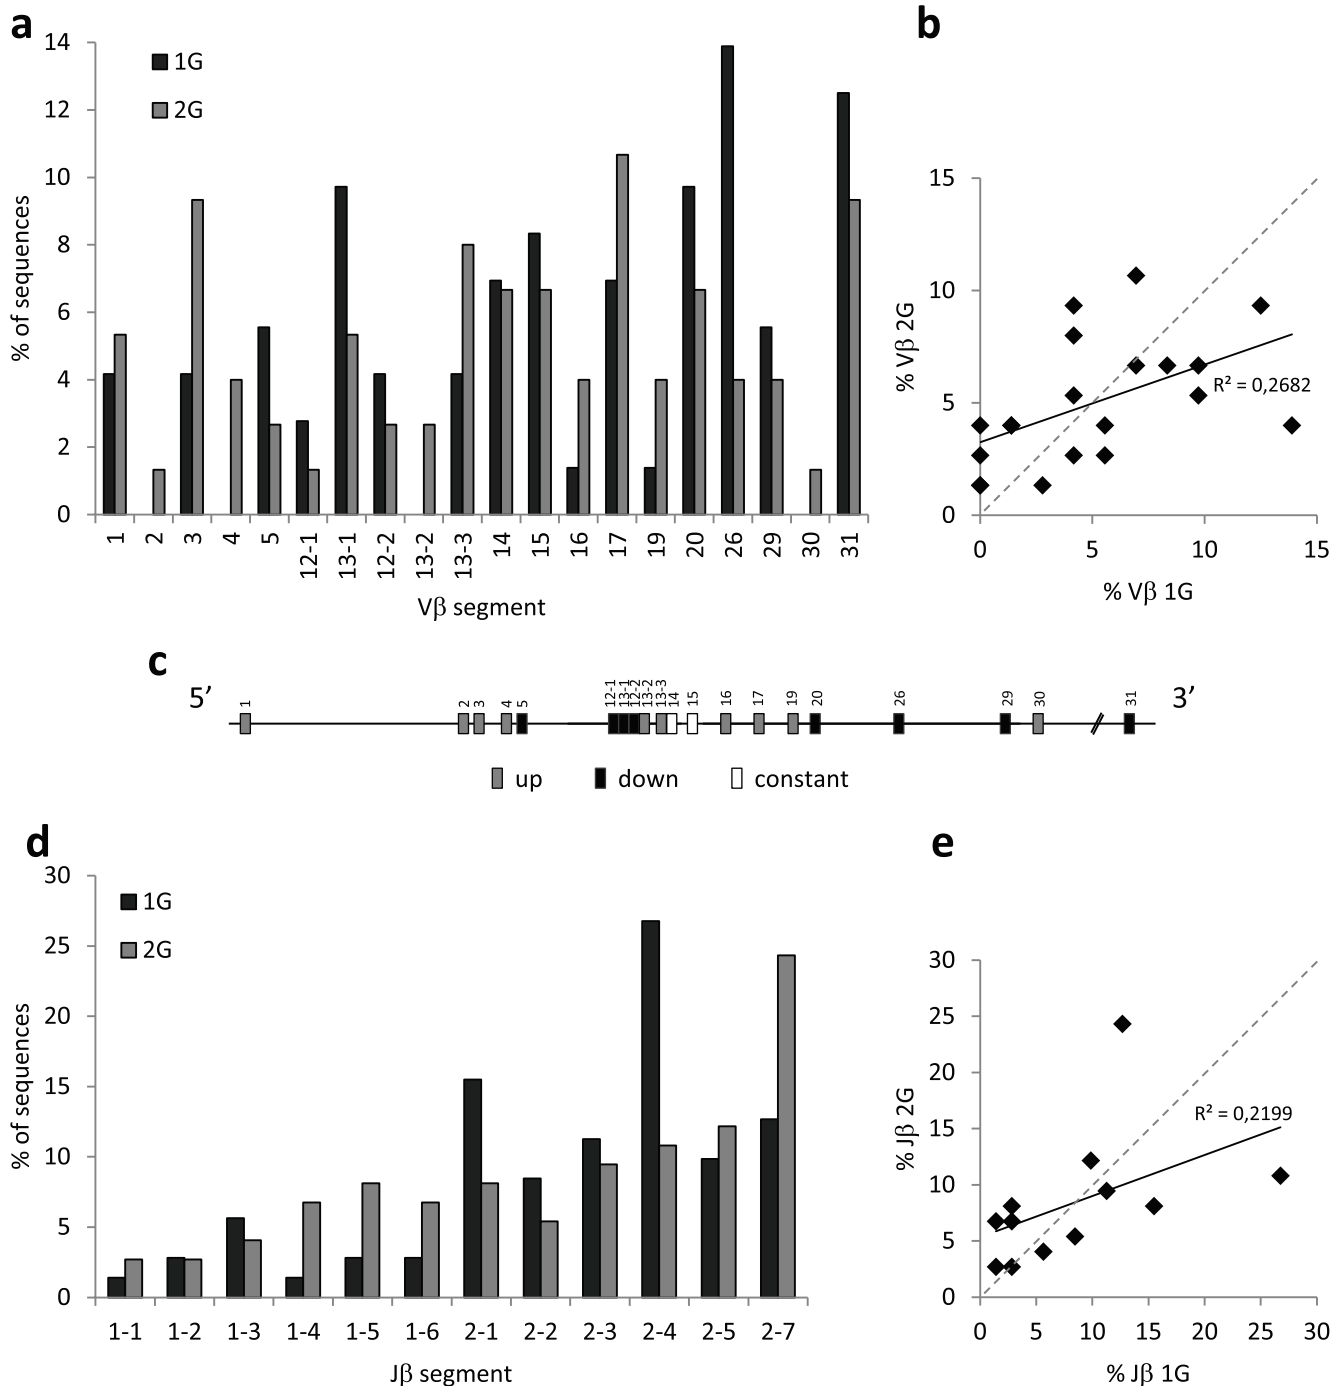 a
14
12
10
8
6
4
2
0
% of sequences
1G
2G
1 2 3 4 5 12-1 13-1 12-2 13-2 13-3 14 15 16 17 19 20 26 29 30 31
Vβ segment
b
15
10
5
0
% Vβ 2G
R² = 0,2682
0 5 10 15
% Vβ 1G
c
5’ 3’
1 2 3 4 5 12-1 13-1 12-2 13-2 13-3 14 15 16 17 19 20 26 29 30 31
up down constant
d
30
25
20
15
10
5
0
% of sequences
1G
2G
1-1 1-2 1-3 1-4 1-5 1-6 2-1 2-2 2-3 2-4 2-5 2-7
Jβ segment
e
30
25
20
15
10
5
0
% Jβ 2G
R² = 0,2199
0 5 10 15 20 25 30
% Jβ 1G